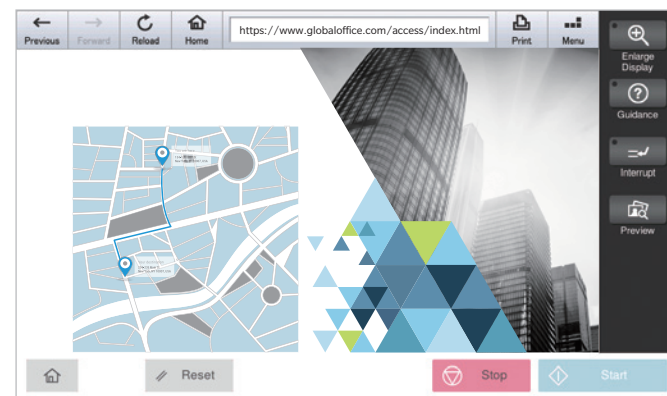 Previous
Forward
Reload
Home
https://www.globaloffice.com/access/index.html
Print
Menu
Enlarge
Display
Guidance
Interrupt
Preview
Reset
Stop
Start